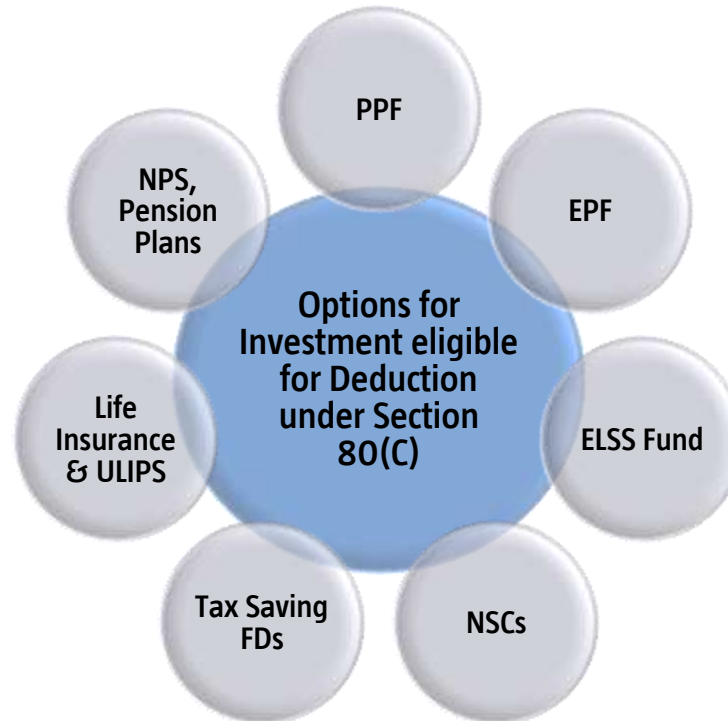 PPF
EPF
ELSS Fund
NSCs
Tax Saving
FDs
Life
Insurance
& ULIPS
NPS,
Pension
Plans
Options for
Investment eligible
for Deduction
under Section
80(C)